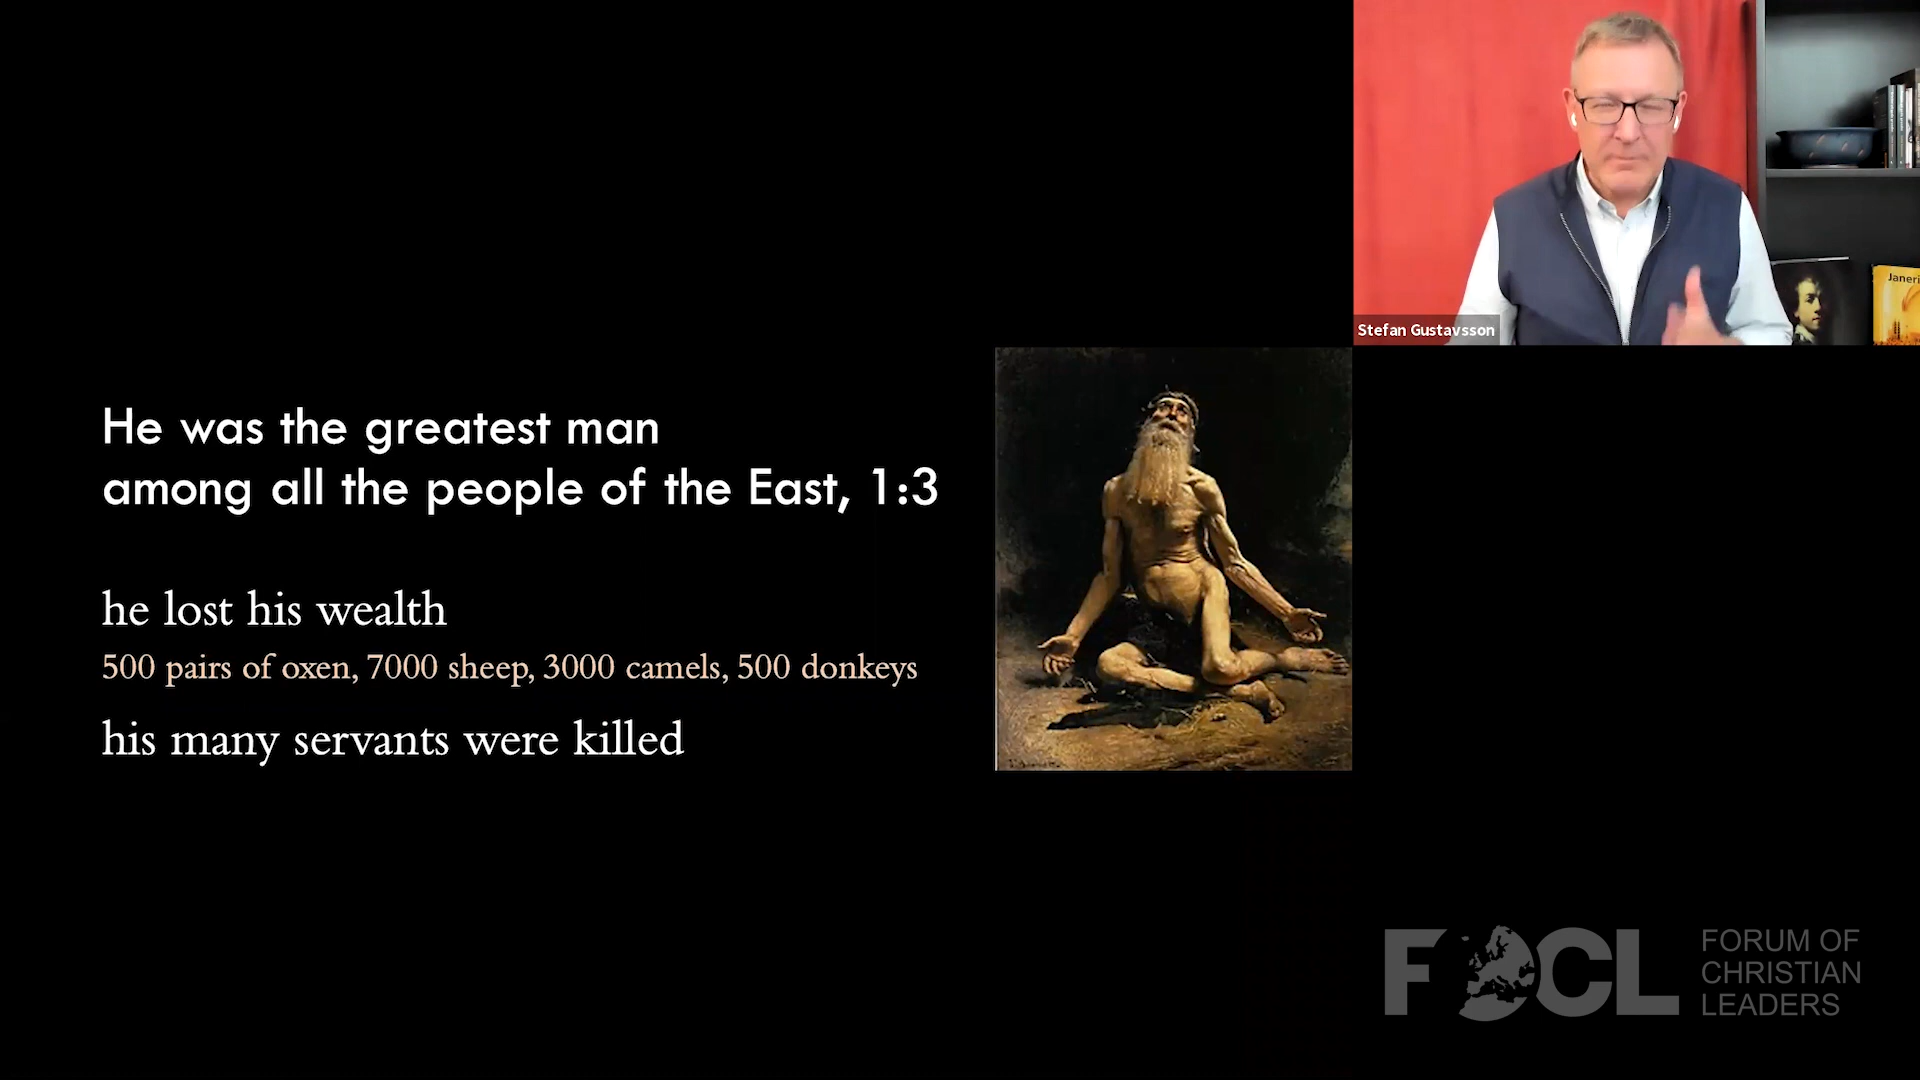 He was the greatest man
among all the people of the East, 1:3
he lost his wealth
500 pairs of oxen, 7000 sheep, 3000 camels, 500 donkeys
his many servants were killed
Stefan Gustavsson
Janeri
FOCL
FORUM OF
CHRISTIAN
LEADERS